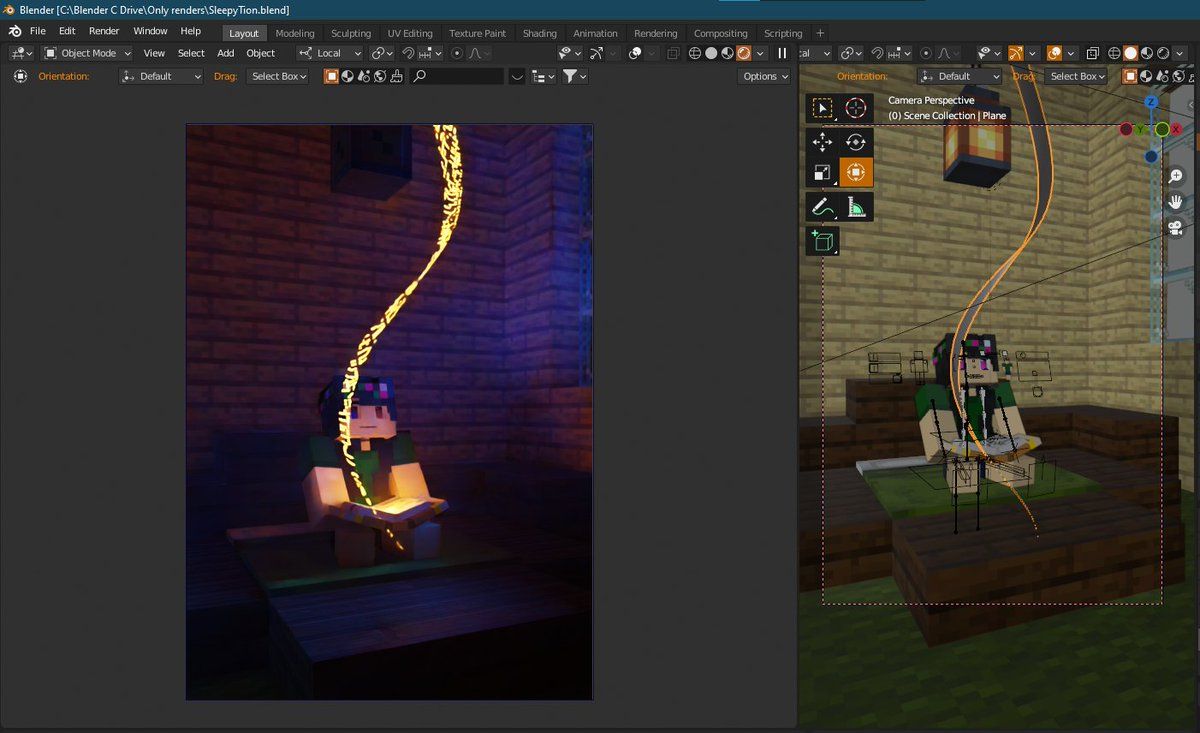 Blender [C:\Blender C Drive\Only renders\SleepyTion.blend]
File Edit Render Window Help Layout Modeling Sculpting UV Editing Texture Paint Shading Animation Rendering Compositing Scripting +
Object Mode View Select Add Object Local cal
Orientation: Default Drag: Select Box Options Orientation: Default Drag: Select Box
Camera Perspective
(0) Scene Collection | Plane
Z
Y X